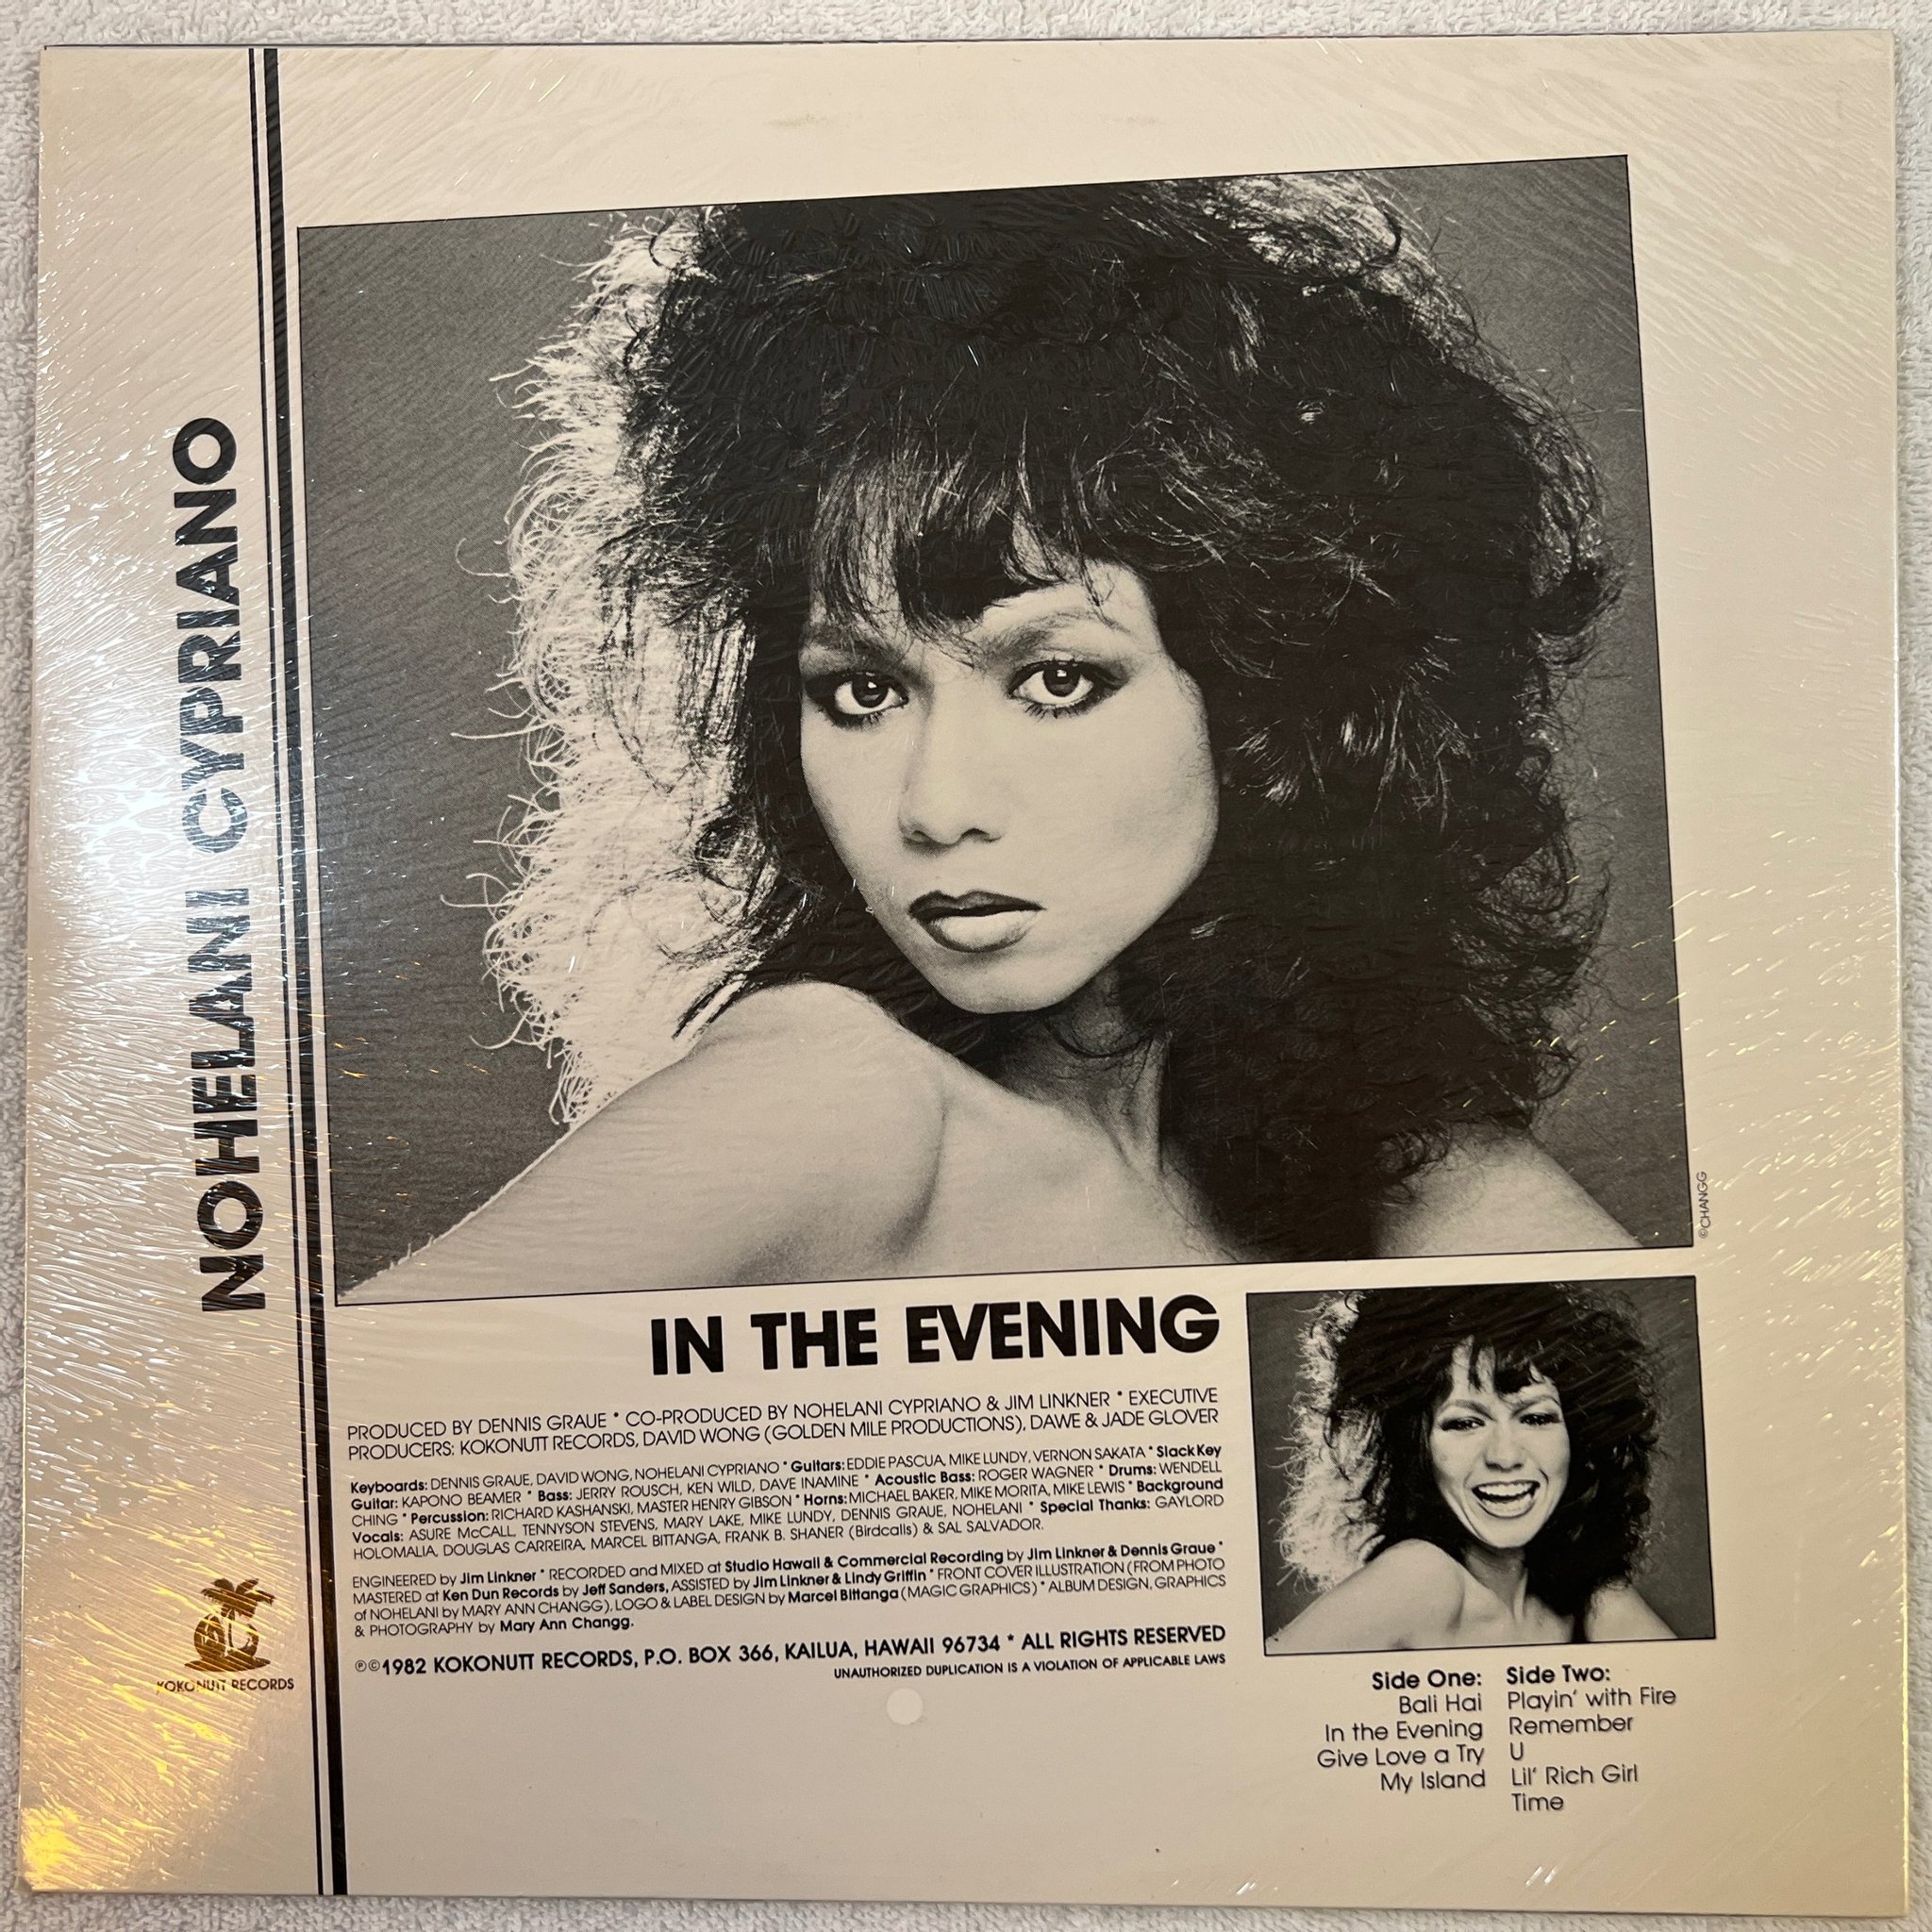 NOHELANI CYPRIANO
©CHANGG
IN THE EVENING
PRODUCED BY DENNIS GRAUE * CO-PRODUCED BY NOHELANI CYPRIANO & JIM LINKNER * EXECUTIVE
PRODUCERS: KOKONUTT RECORDS, DAVID WONG (GOLDEN MILE PRODUCTIONS), DAWE & JADE GLOVER
Keyboards: DENNIS GRAUE, DAVID WONG, NOHELANI CYPRIANO * Guitars: EDDIE PASCUA, MIKE LUNDY, VERNON SAKATA * Slack Key
Guitar: KAPONO BEAMER * Bass: JERRY ROUSCH, KEN WILD, DAVE INAMINE * Acoustic Bass: ROGER WAGNER * Drums: WENDELL
CHING * Percussion: RICHARD KASHANSKI, MASTER HENRY GIBSON * Horns: MICHAEL BAKER, MIKE MORITA, MIKE LEWIS * Background
Vocals: ASURE McCALL, TENNYSON STEVENS, MARY LAKE, MIKE LUNDY, DENNIS GRAUE, NOHELANI * Special Thanks: GAYLORD
HOLOMALIA, DOUGLAS CARREIRA, MARCEL BITTANGA, FRANK B. SHANER (Birdcalls) & SAL SALVADOR.
ENGINEERED by Jim Linkner * RECORDED and MIXED at Studio Hawaii & Commercial Recording by Jim Linkner & Dennis Graue *
MASTERED at Ken Dun Records by Jeff Sanders, ASSISTED by Jim Linkner & Lindy Griffin * FRONT COVER ILLUSTRATION (FROM PHOTO
of NOHELANI by MARY ANN CHANGG), LOGO & LABEL DESIGN by Marcel Bittanga (MAGIC GRAPHICS) * ALBUM DESIGN, GRAPHICS
& PHOTOGRAPHY by Mary Ann Changg.
℗©1982 KOKONUTT RECORDS, P.O. BOX 366, KAILUA, HAWAII 96734 * ALL RIGHTS RESERVED
UNAUTHORIZED DUPLICATION IS A VIOLATION OF APPLICABLE LAWS
KOKONUTT RECORDS
Side One:
Bali Hai
In the Evening
Give Love a Try
My Island
Side Two:
Playin' with Fire
Remember
U
Lil' Rich Girl
Time